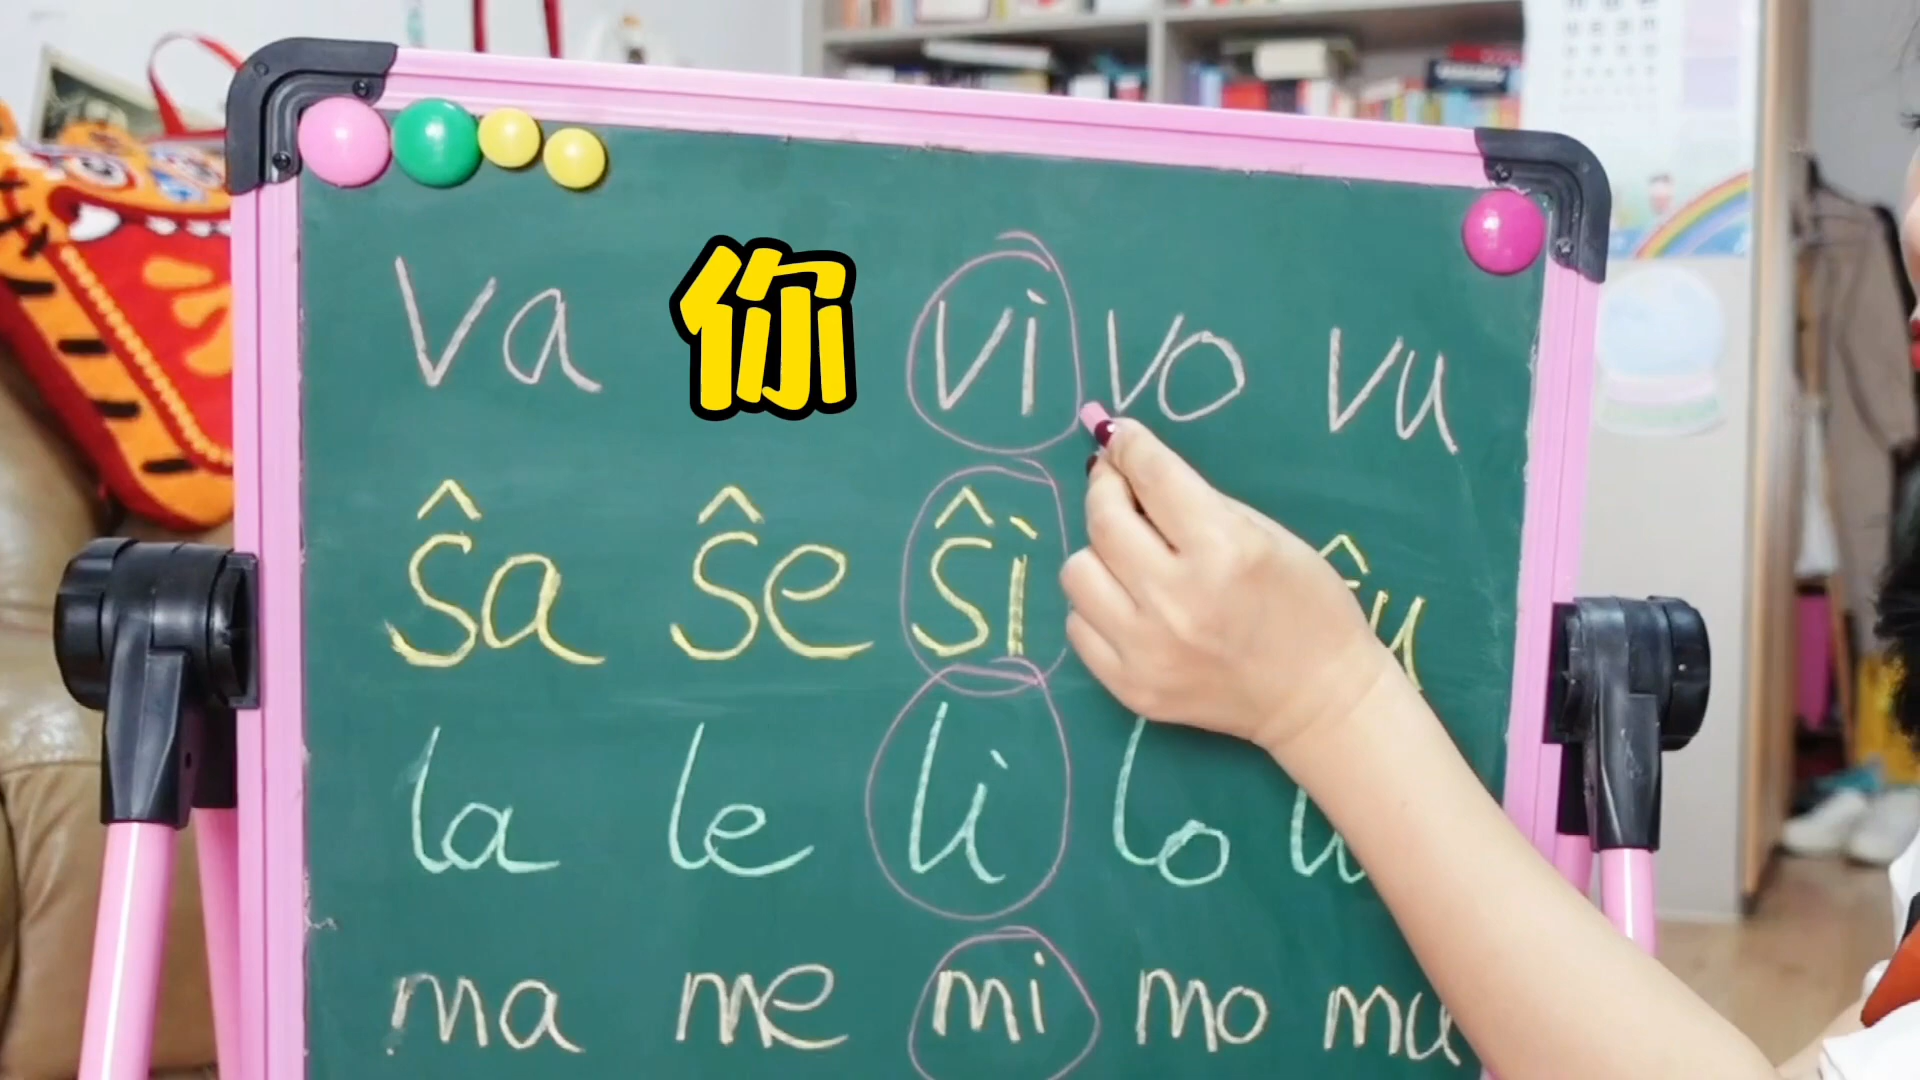 va 你 vi vo vu
ŝa ŝe ŝi
la le li lo
ma me mi mo mu